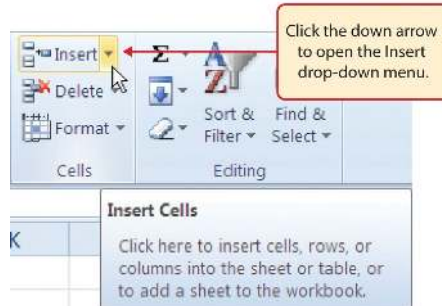 Click the down arrow
to open the Insert
drop-down menu.
Insert
Σ
A
Z
Delete
Format
Sort &
Filter
Find &
Select
Cells
Editing
Insert Cells
K
Click here to insert cells, rows, or
columns into the sheet or table, or
to add a sheet to the workbook.